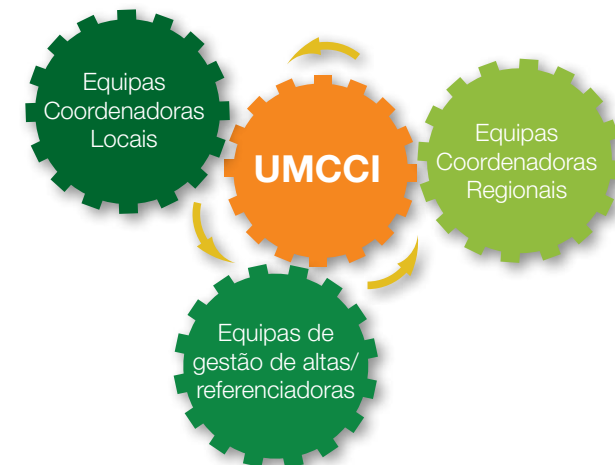 Equipas
Coordenadoras
Locais
UMCCI
Equipas
Coordenadoras
Regionais
Equipas de
gestão de altas/
referenciadoras